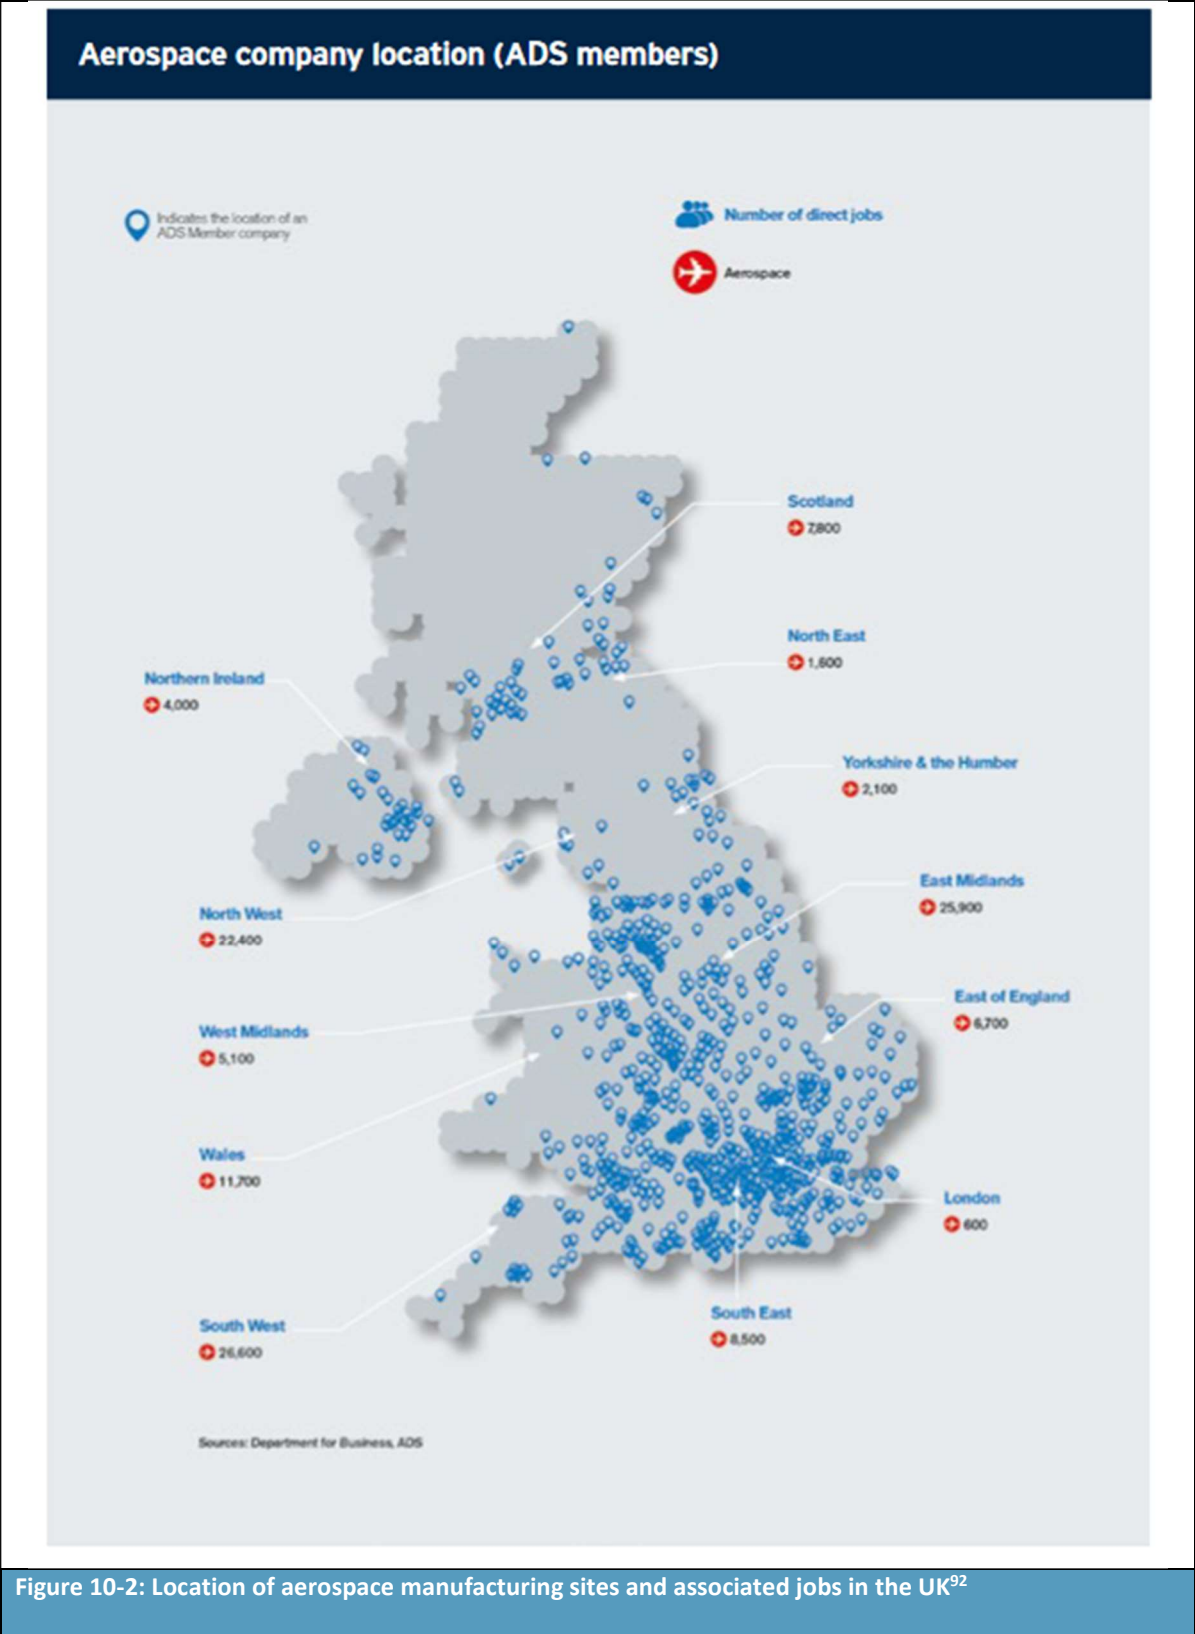 Aerospace company location (ADS members)
Indicates the location of an
ADS Member company
Number of direct jobs
Aerospace
Scotland
7,800
North East
1,600
Northern Ireland
4,000
Yorkshire & the Humber
2,100
East Midlands
25,900
North West
22,400
East of England
6,700
West Midlands
5,100
Wales
11,700
London
600
South East
8,500
South West
26,600
Sources: Department for Business, ADS
Figure 10-2: Location of aerospace manufacturing sites and associated jobs in the UK92